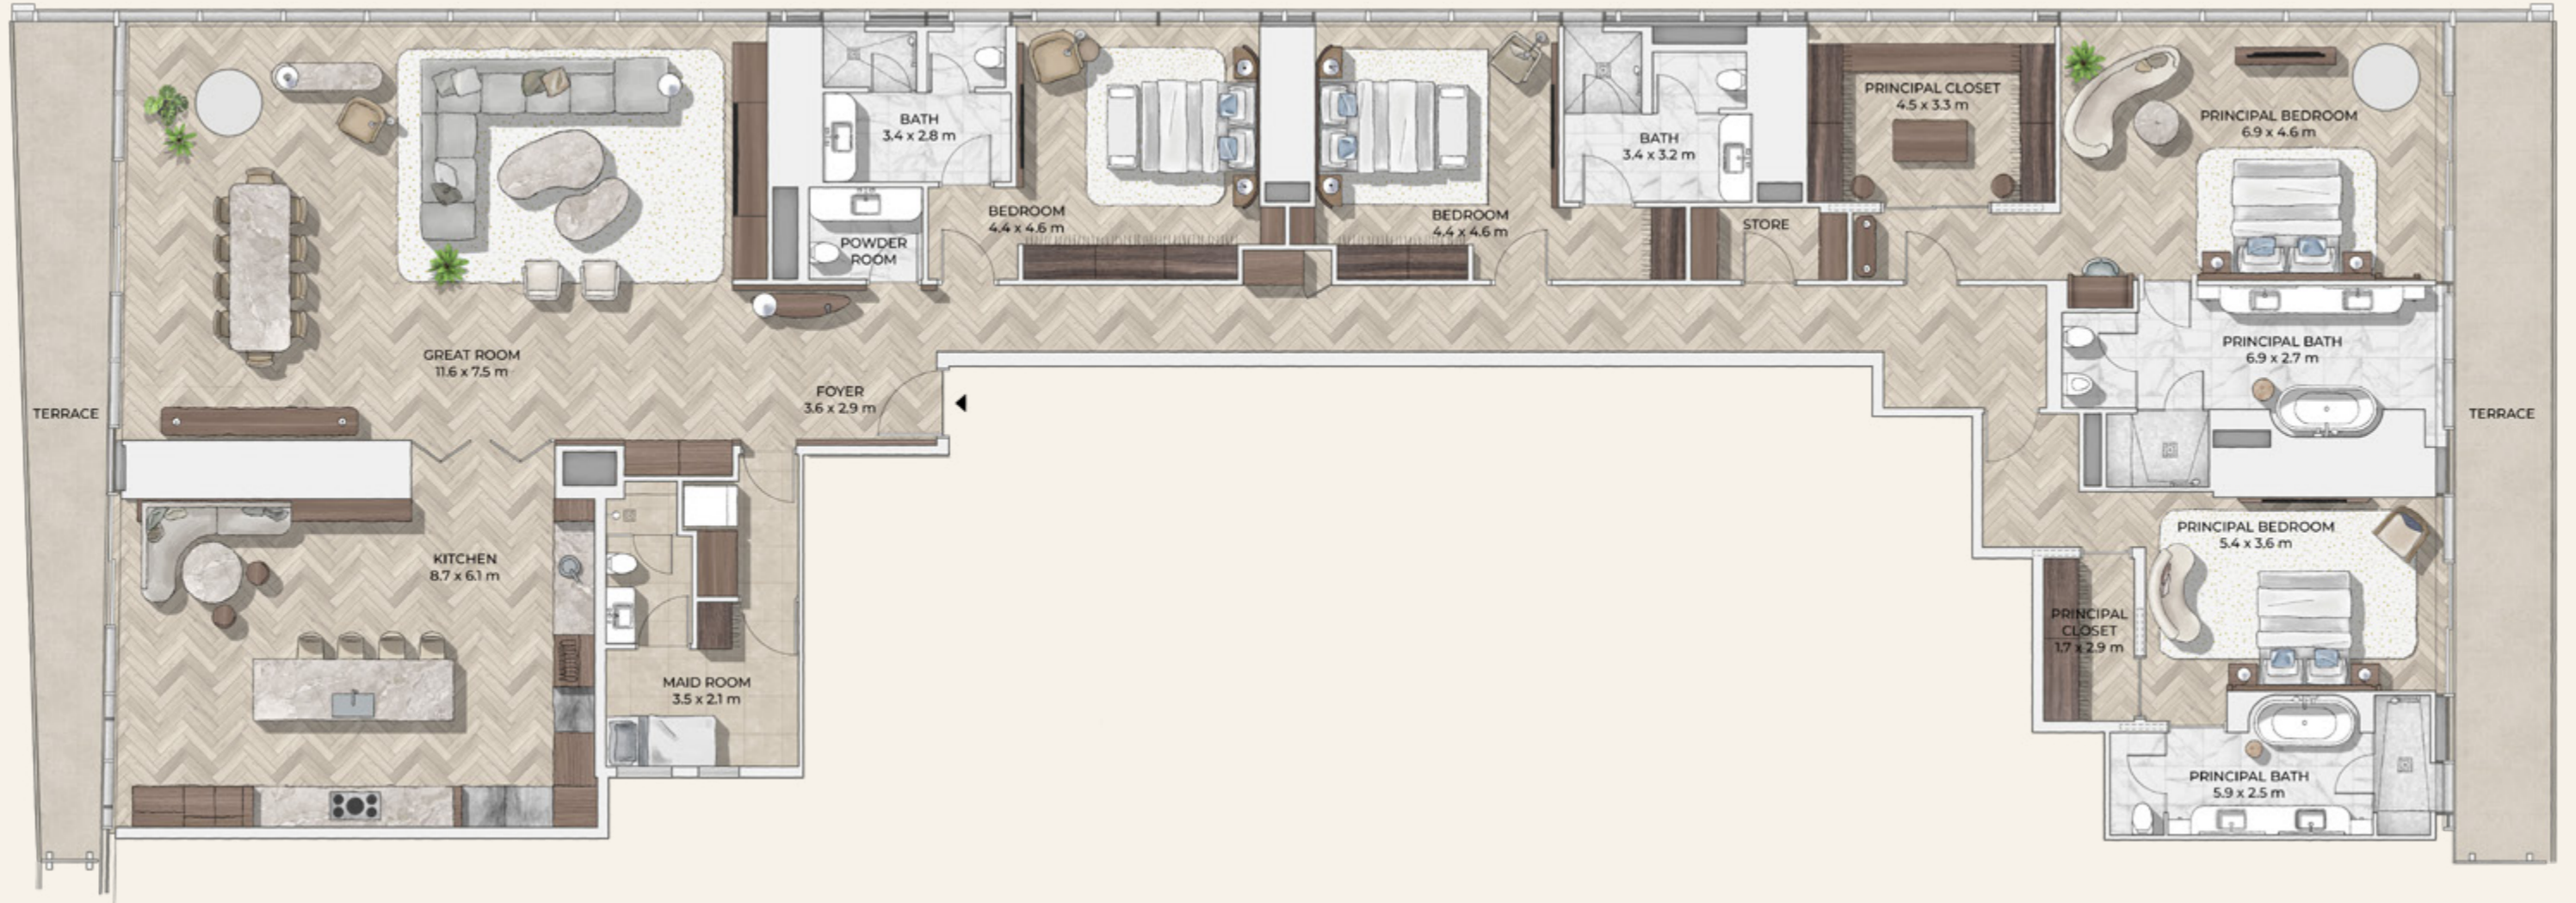 TERRACE
GREAT ROOM
11.6 x 7.5 m
FOYER
3.6 x 2.9 m
KITCHEN
8.7 x 6.1 m
MAID ROOM
3.5 x 2.1 m
BATH
3.4 x 2.8 m
POWDER
ROOM
BEDROOM
4.4 x 4.6 m
BEDROOM
4.4 x 4.6 m
BATH
3.4 x 3.2 m
STORE
PRINCIPAL CLOSET
4.5 x 3.3 m
PRINCIPAL BEDROOM
6.9 x 4.6 m
PRINCIPAL BATH
6.9 x 2.7 m
TERRACE
PRINCIPAL BEDROOM
5.4 x 3.6 m
PRINCIPAL
CLOSET
1.7 x 2.9 m
PRINCIPAL BATH
5.9 x 2.5 m